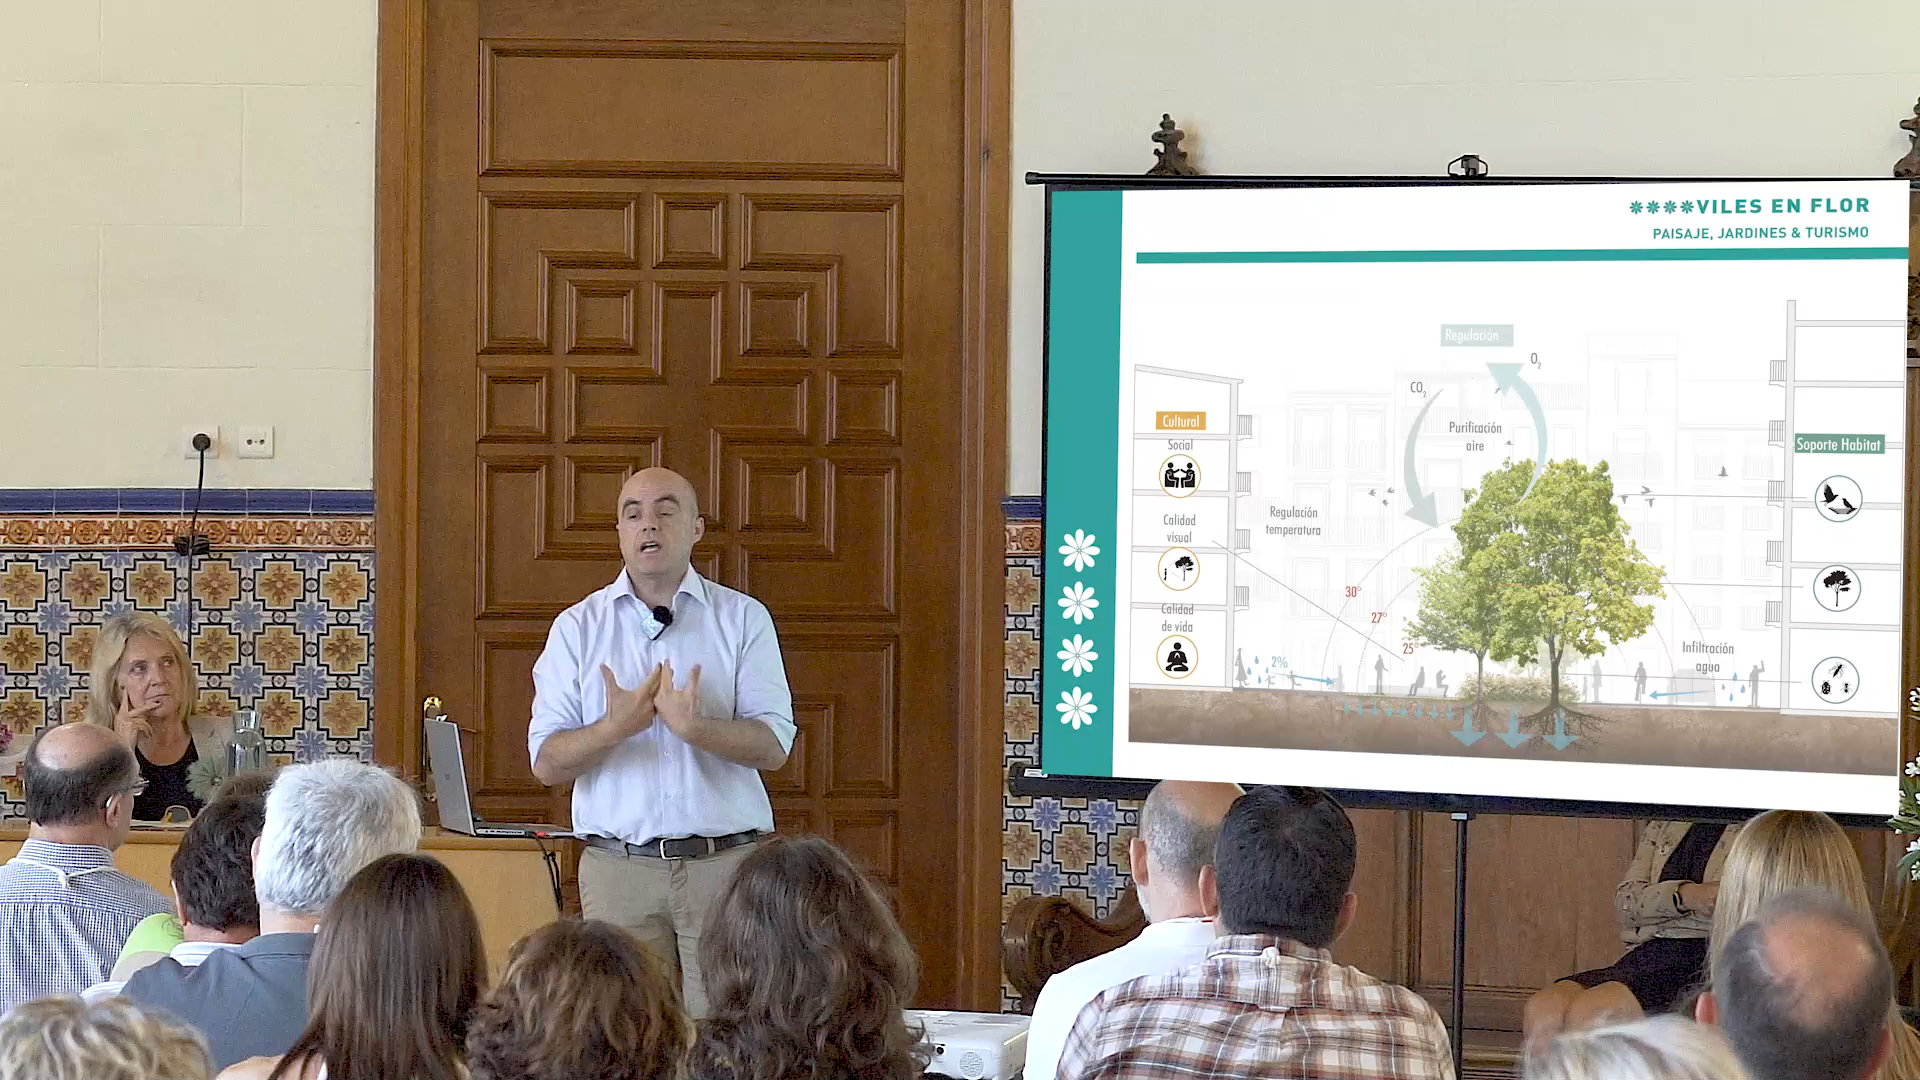 ****VILES EN FLOR
PAISAJE, JARDINES & TURISMO
Regulación
O2
CO2
Purificación
aire
Cultural
Social
Calidad
visual
Calidad
de vida
Regulación
temperatura
30°
27°
25°
2%
Infiltración
agua
Soporte Habitat